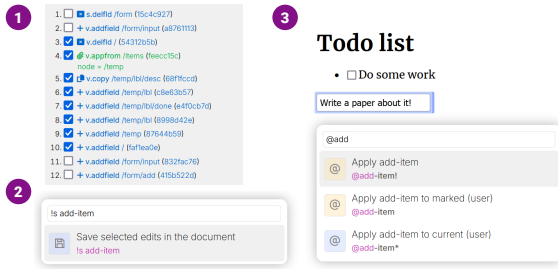 1
1. s.delfld /form (15c4c927)
2. + v.addfield /form/input (a8761113)
3. v.delfld / (54312b5b)
4. v.appfrom /items (feecc15c)
node = /temp
5. v.copy /temp/lbl/desc (68f1fccd)
6. + v.addfield /temp/lbl (c8e63b57)
7. + v.addfield /temp/lbl/done (e4f0cb7d)
8. + v.addfield /temp/lbl (8998d42e)
9. + v.addfield /temp (87644b59)
10. + v.addfield / (faf1ea0e)
11. + v.addfield /form/input (832fac76)
12. + v.addfield /form/add (415b522d)
2
!s add-item
Save selected edits in the document
!s add-item
3
Todo list
• Do some work
Write a paper about it!
@add
@ Apply add-item
@add-item!
@ Apply add-item to marked (user)
@add-item
@ Apply add-item to current (user)
@add-item*